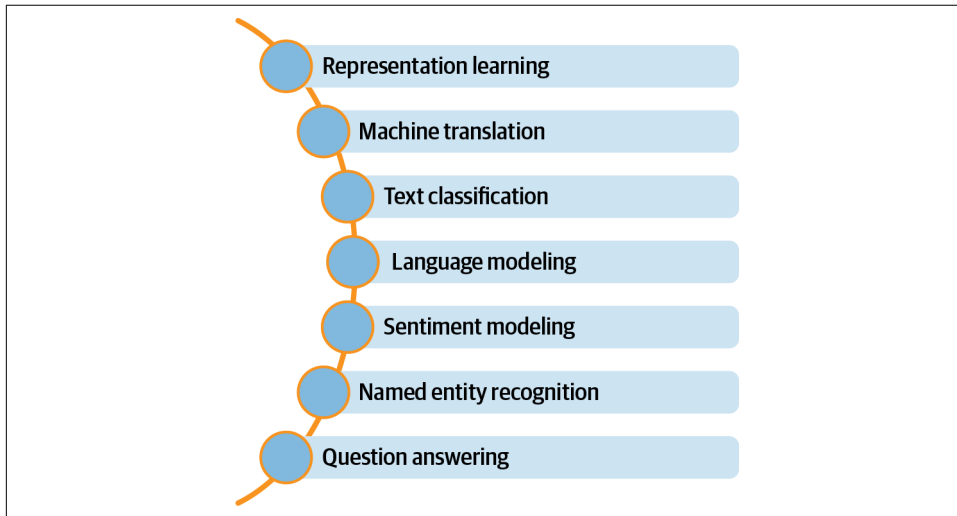 Representation learning
Machine translation
Text classification
Language modeling
Sentiment modeling
Named entity recognition
Question answering